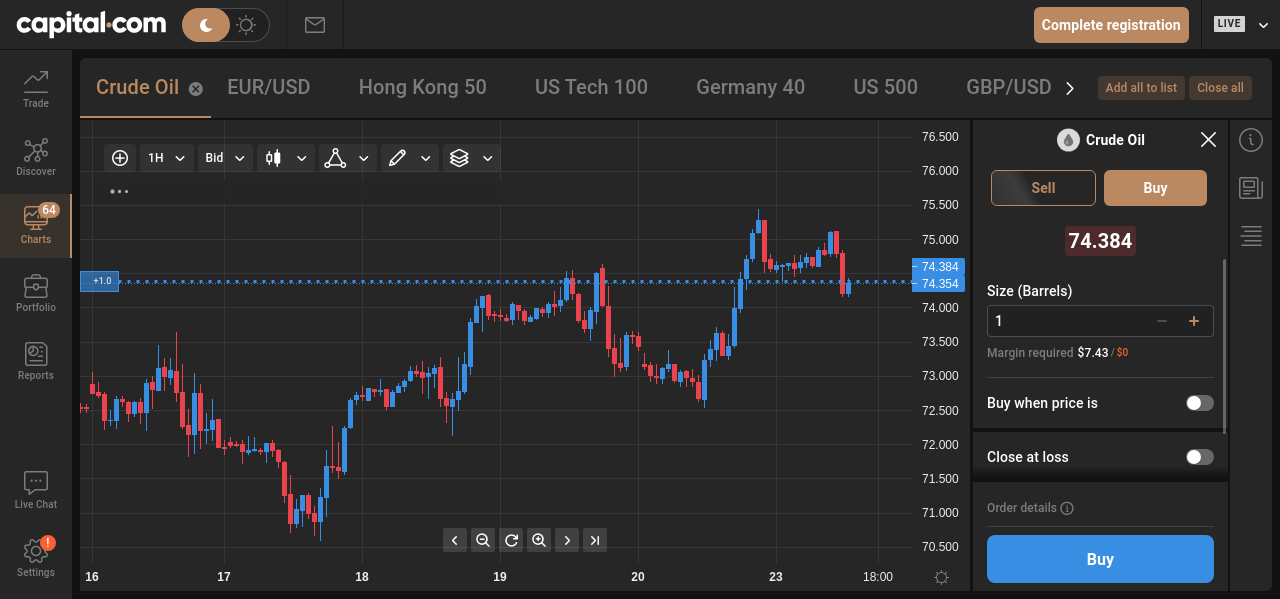 capital.com
Complete registration
LIVE
Trade
Discover
64
Charts
Portfolio
Reports
Live Chat
!
Settings
Crude Oil
EUR/USD
Hong Kong 50
US Tech 100
Germany 40
US 500
GBP/USD
Add all to list
Close all
1H
Bid
+1.0
76.500
76.000
75.500
75.000
74.384
74.354
74.000
73.500
73.000
72.500
72.000
71.500
71.000
70.500
16
17
18
19
20
23
18:00
Crude Oil
Sell
Buy
74.384
Size (Barrels)
1
Margin required $7.43 / $0
Buy when price is
Close at loss
Order details
Buy